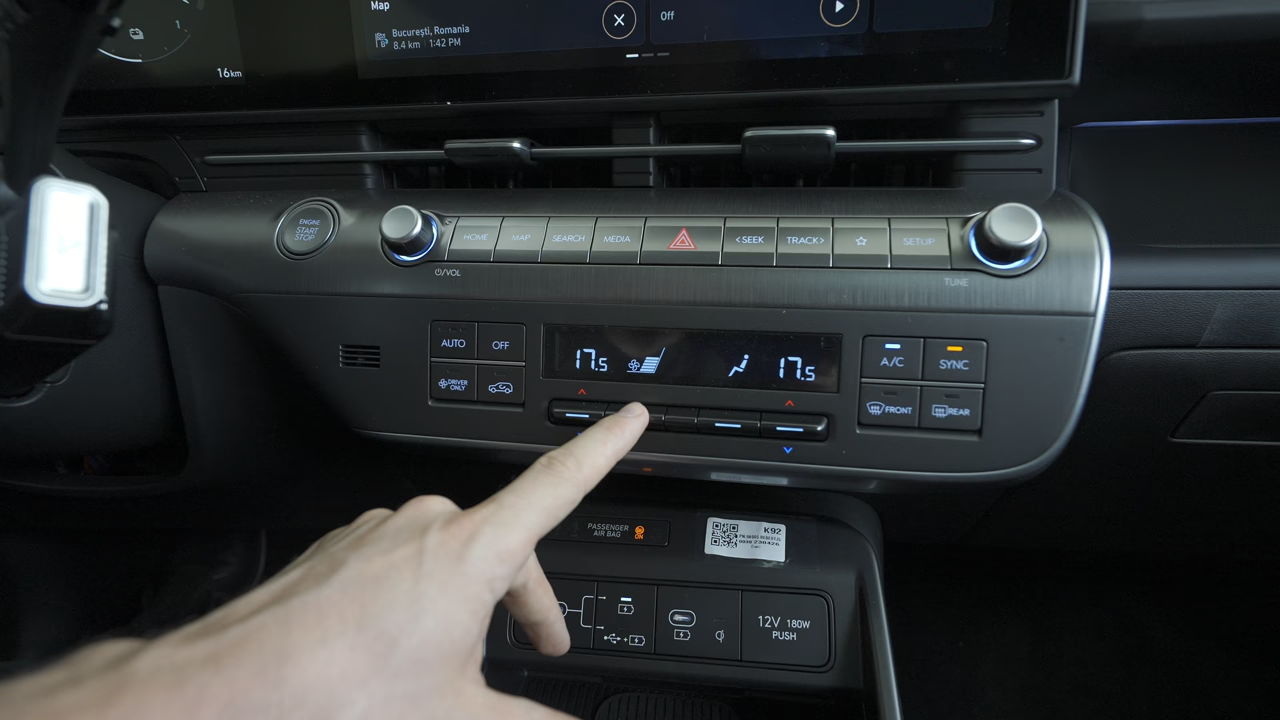 Map
București, Romania
8.4 km 1:42 PM
Off
16km
ENGINE
START
STOP
HOME
MAP
SEARCH
MEDIA
<SEEK
TRACK>
SETUP
/VOL
TUNE
AUTO
OFF
DRIVER
ONLY
17.5
17.5
A/C
SYNC
FRONT
REAR
PASSENGER
AIR BAG
ON
K92
12V 180W
PUSH